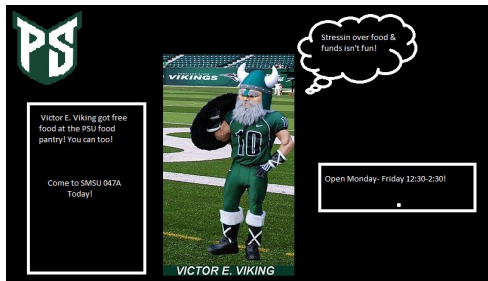 PS
Stressin over food &
funds isn't fun!
VIKINGS
Victor E. Viking got free
food at the PSU food
pantry! You can too!
Come to SMSU 047A
Today!
10
Open Monday- Friday 12:30-2:30!
VICTOR E. VIKING